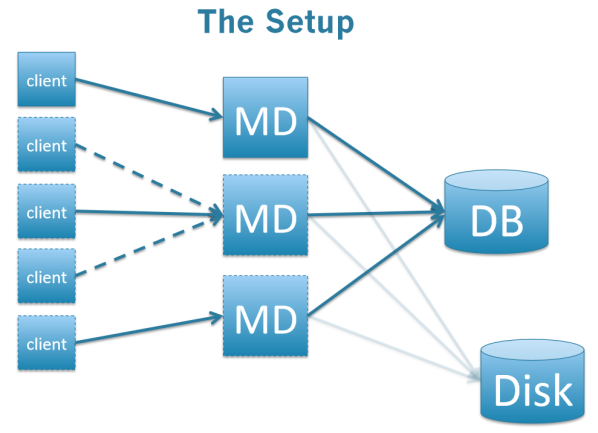 The Setup
client
client
client
client
client
MD
MD
MD
DB
Disk